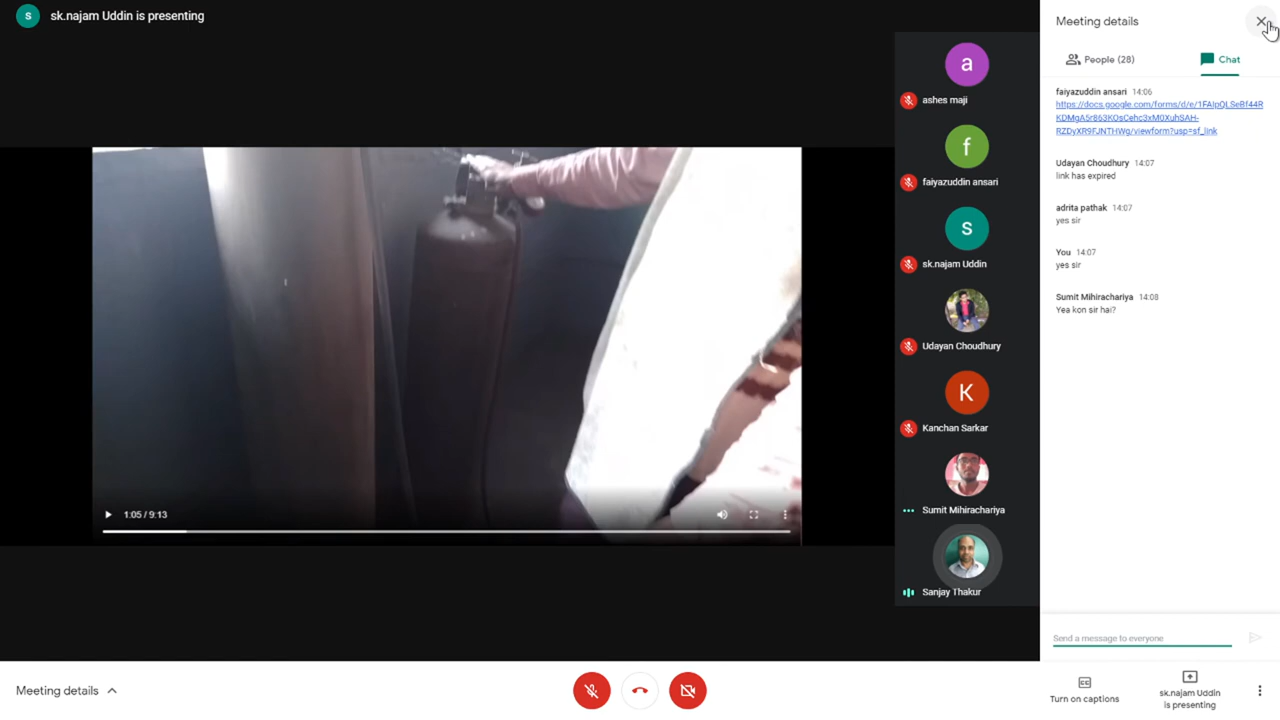 s
sk.najam Uddin is presenting
Meeting details
People (28)
Chat
a
ashes maji
f
faiyazuddin ansari
s
sk.najam Uddin
Udayan Choudhury
K
Kanchan Sarkar
Sumit Mihirachariya
Sanjay Thakur
faiyazuddin ansari 14:06
https://docs.google.com/forms/d/e/1FAIpQLSeBf44R
KDMgA5r863KOsCehc3xM0XuhSAH-
RZDyXR9FJNTHWg/viewform?usp=sf_link
Udayan Choudhury 14:07
link has expired
adrita pathak 14:07
yes sir
You 14:07
yes sir
Sumit Mihirachariya 14:08
Yea kon sir hai?
1:05 / 9:13
Send a message to everyone
Meeting details
Turn on captions
sk.najam Uddin
is presenting